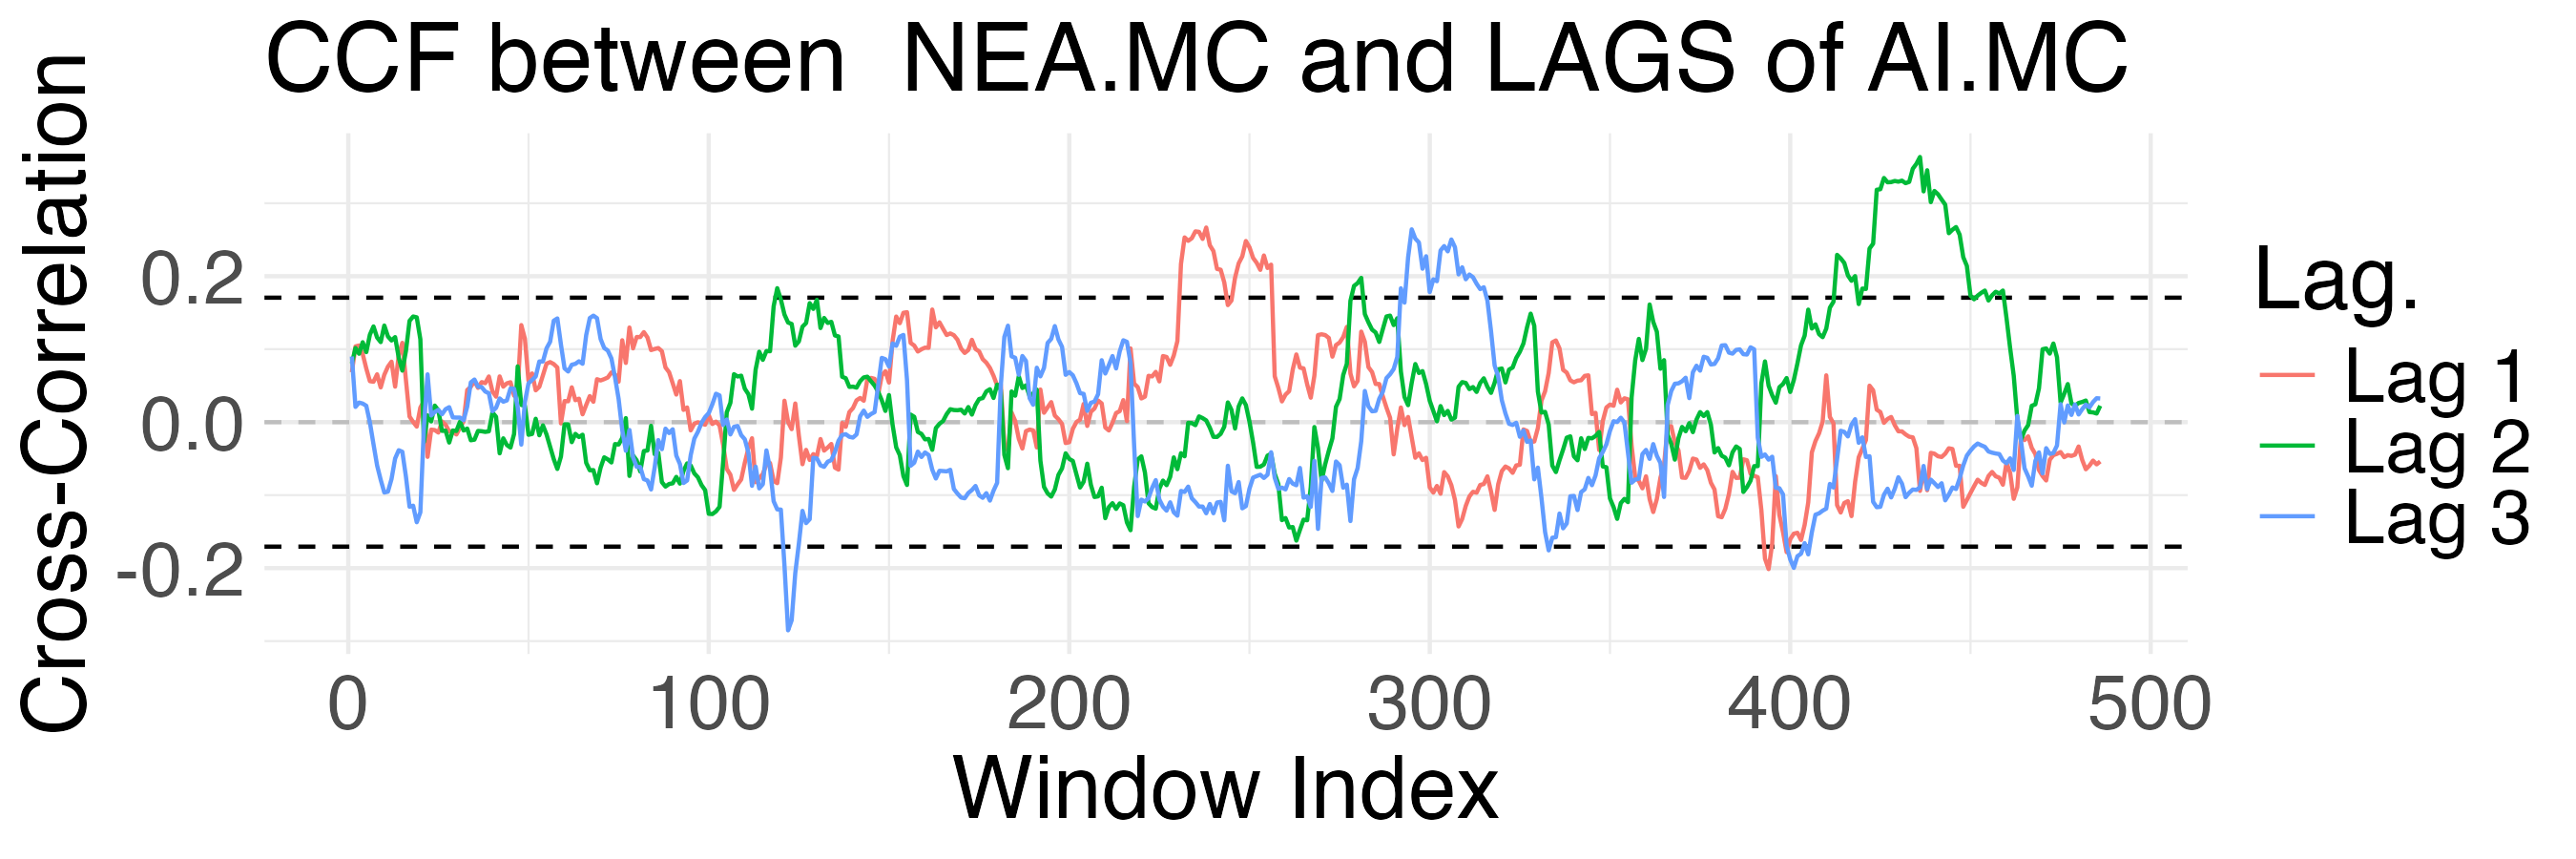 CCF between  NEA.MC and LAGS of AI.MC
Cross-Correlation
0.2
0.0
-0.2
0 100 200 300 400 500
Window Index
Lag.
Lag 1
Lag 2
Lag 3